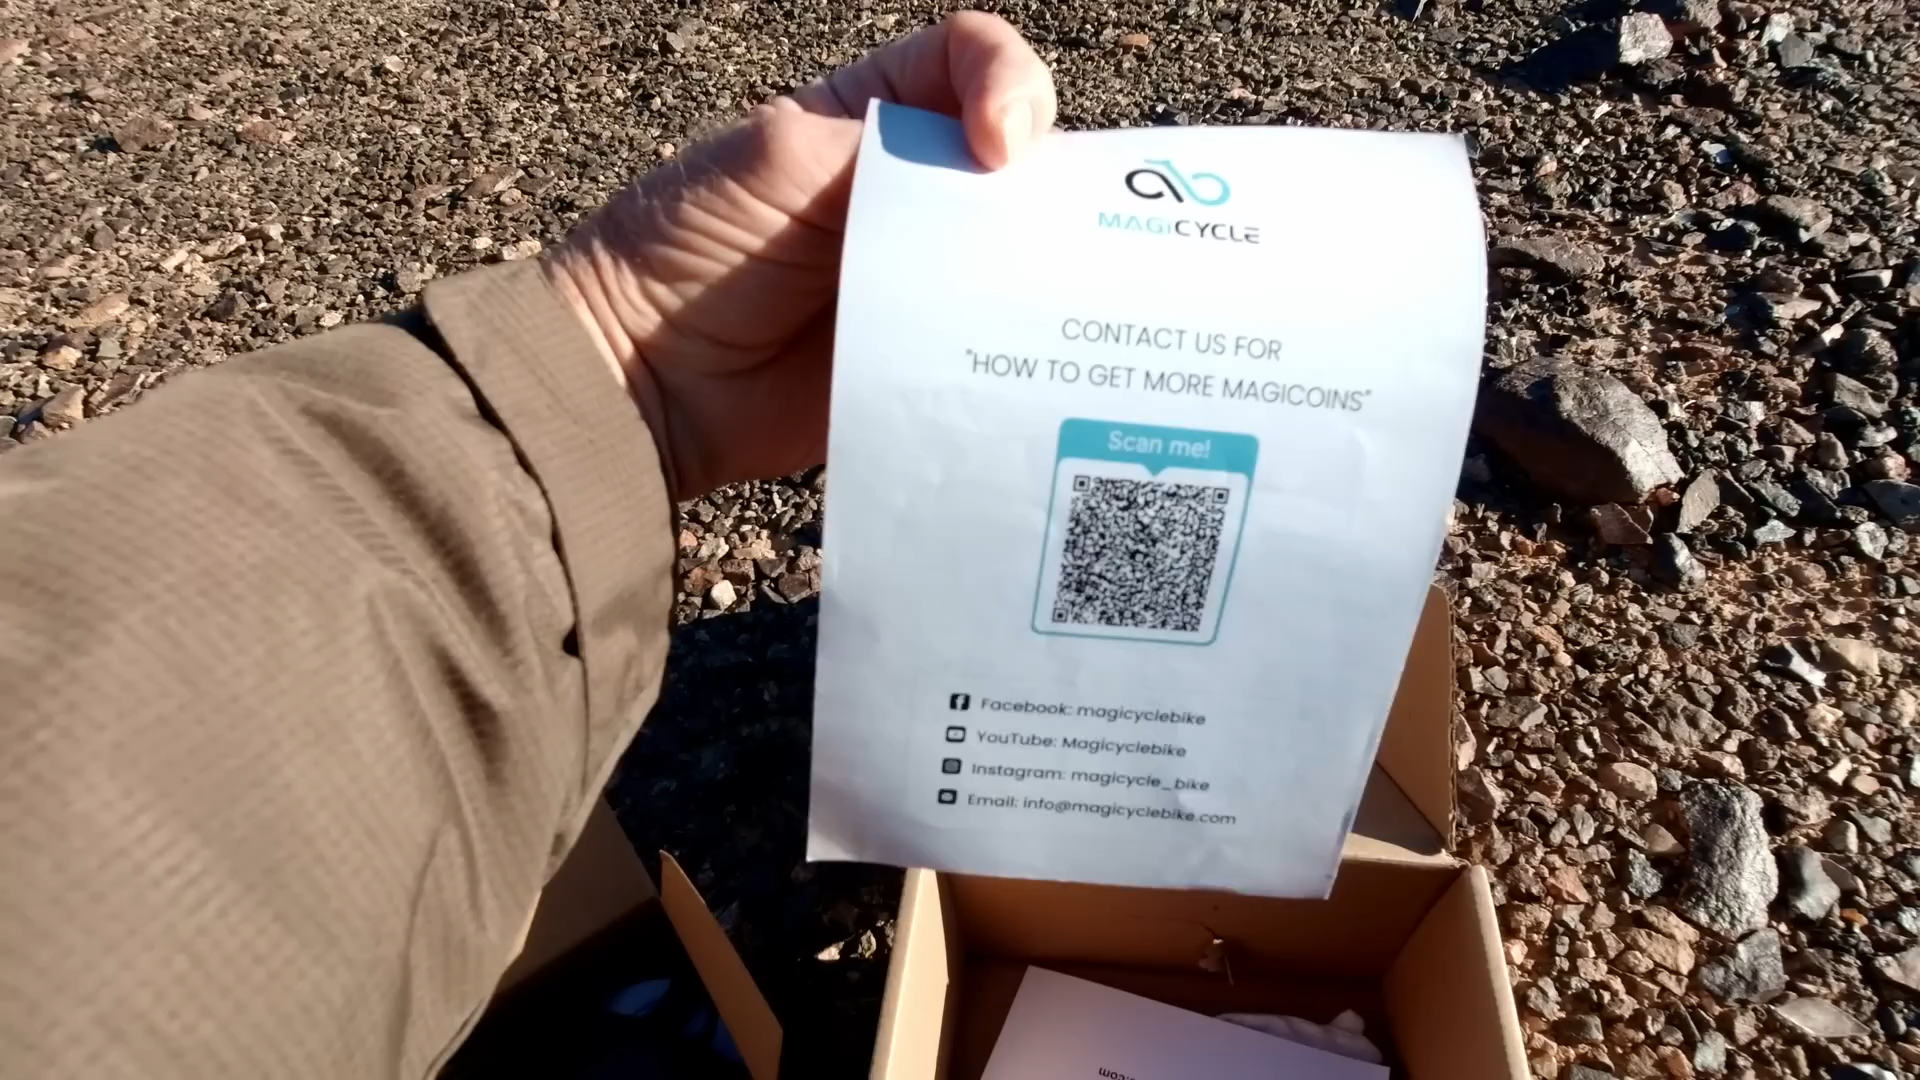 MAGICYCLE
CONTACT US FOR
"HOW TO GET MORE MAGICOINS"
Scan me!
Facebook: magicyclebike
YouTube: Magicyclebike
Instagram: magicycle_bike
Email: info@magicyclebike.com